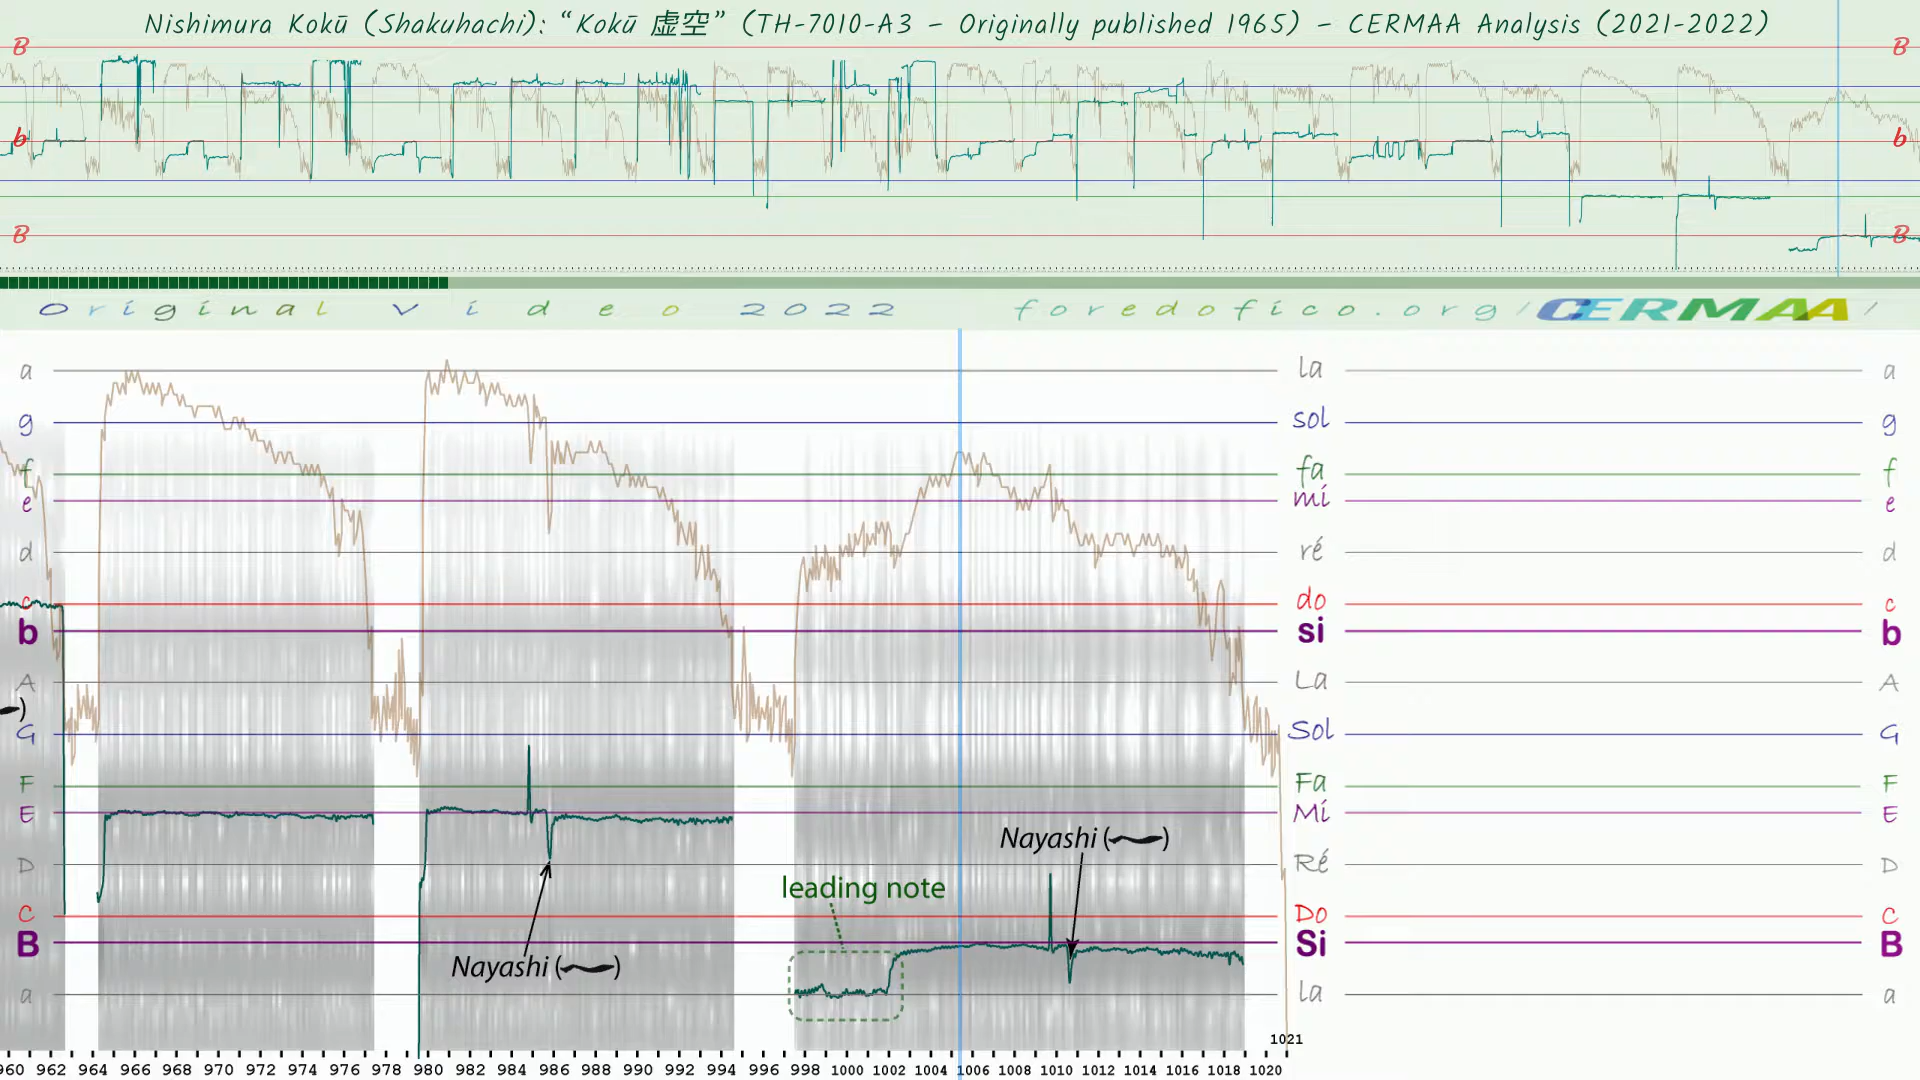 Nishimura Kokū (Shakuhachi): “Kokū 虚空” (TH-7010-A3 – Originally published 1965) – CERMAA Analysis (2021-2022)
B B
b b
B B
Original Video 2022 foredofico.org/CERMAA/
a la a
g sol g
f fa f
e mi e
d ré d
c do c
b si b
A La A
G Sol G
F Fa F
E Mi E
Nayashi ( )
D Ré D
leading note
C Do C
B Si B
Nayashi ( )
a la a
1021
960 962 964 966 968 970 972 974 976 978 980 982 984 986 988 990 992 994 996 998 1000 1002 1004 1006 1008 1010 1012 1014 1016 1018 1020